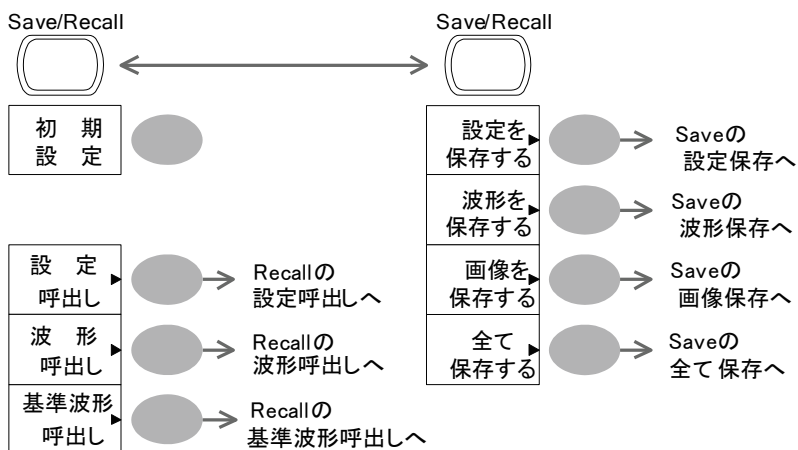 Save/Recall
初 期
設 定
設 定
呼出し
Recallの
設定呼出しへ
波 形
呼出し
Recallの
波形呼出しへ
基準波形
呼出し
Recallの
基準波形呼出しへ
Save/Recall
設定を
保存する
Saveの
設定保存へ
波形を
保存する
Saveの
波形保存へ
画像を
保存する
Saveの
画像保存へ
全て
保存する
Saveの
全て保存へ